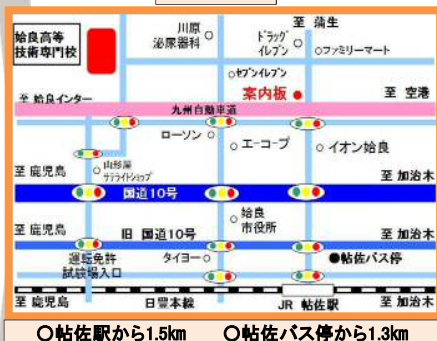 至 蒲生
姶良高等
技術専門校
川原
泌尿器科
ドラッグ
イレブン
ファミリーマート
セブンイレブン
案内板
至 姶良インター
至 空港
九州自動車道
ローソン
エーコープ
イオン姶良
至 鹿児島
山形屋
サテライトショップ
至 加治木
国道10号
姶良
市役所
至 鹿児島
旧 国道10号
至 加治木
運転免許
試験場入口
タイヨー
●帖佐バス停
至 鹿児島
日豊本線
JR 帖佐駅
至 加治木
〇帖佐駅から1.5km 〇帖佐バス停から1.3km